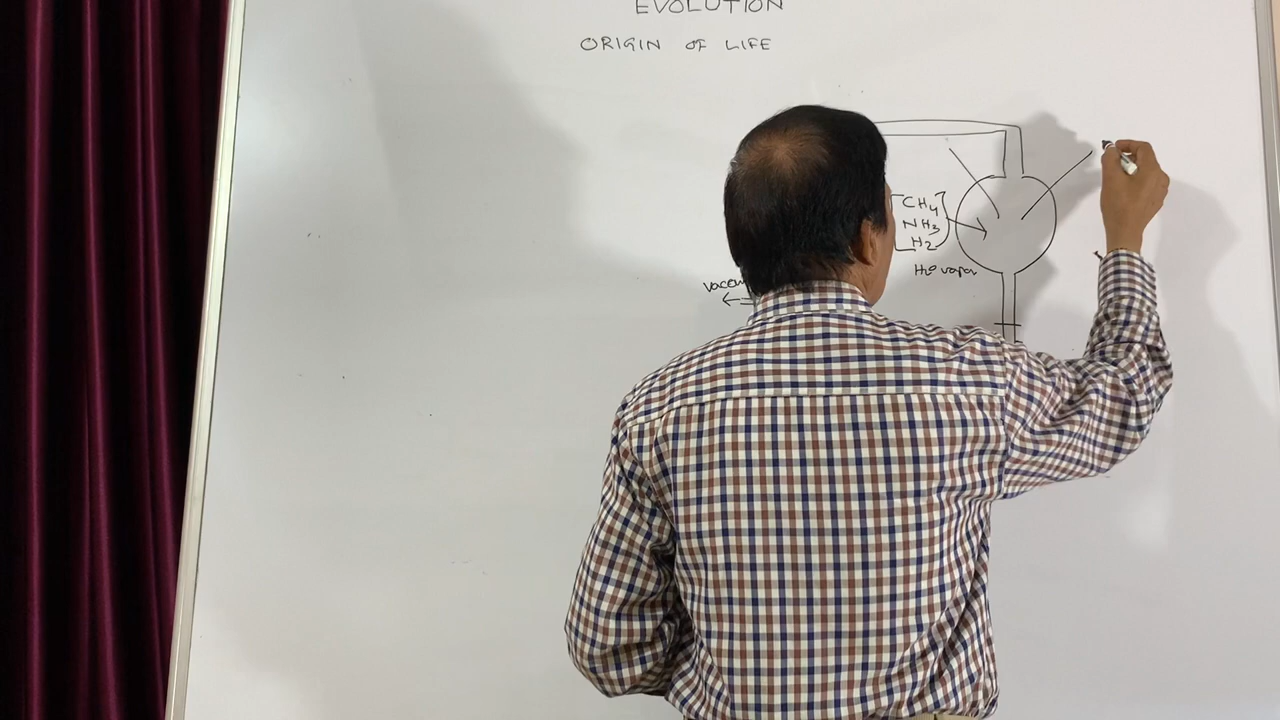 EVOLUTION
ORIGIN OF LIFE
CH4
NH3
H2
H2O vapor